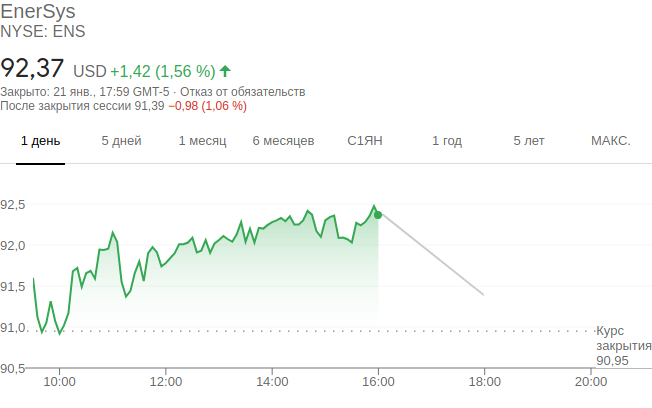 EnerSys
NYSE: ENS
92,37 USD +1,42 (1,56 %)
Закрыто: 21 янв., 17:59 GMT-5 · Отказ от обязательств
После закрытия сессии 91,39 −0,98 (1,06 %)
1 день 5 дней 1 месяц 6 месяцев С1ЯН 1 год 5 лет МАКС.
92,5
92,0
91,5
91,0
Курс
закрытия
90,95
90,5
10:00 12:00 14:00 16:00 18:00 20:00